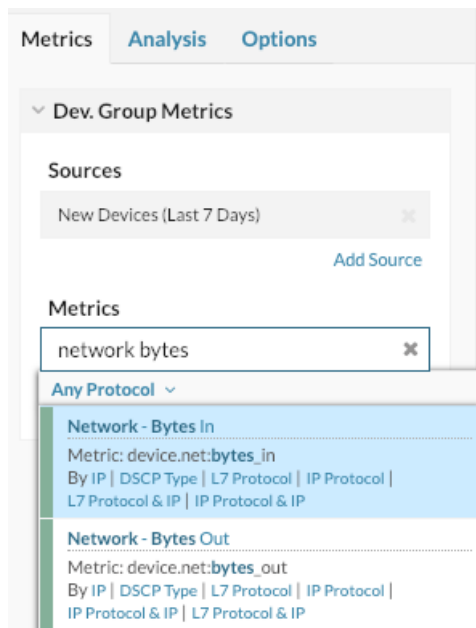 Metrics Analysis Options
Dev. Group Metrics
Sources
New Devices (Last 7 Days)
Add Source
Metrics
network bytes
Any Protocol
Network - Bytes In
Metric: device.net:bytes_in
By IP | DSCP Type | L7 Protocol | IP Protocol |
L7 Protocol & IP | IP Protocol & IP
Network - Bytes Out
Metric: device.net:bytes_out
By IP | DSCP Type | L7 Protocol | IP Protocol |
IP Protocol & IP | L7 Protocol & IP